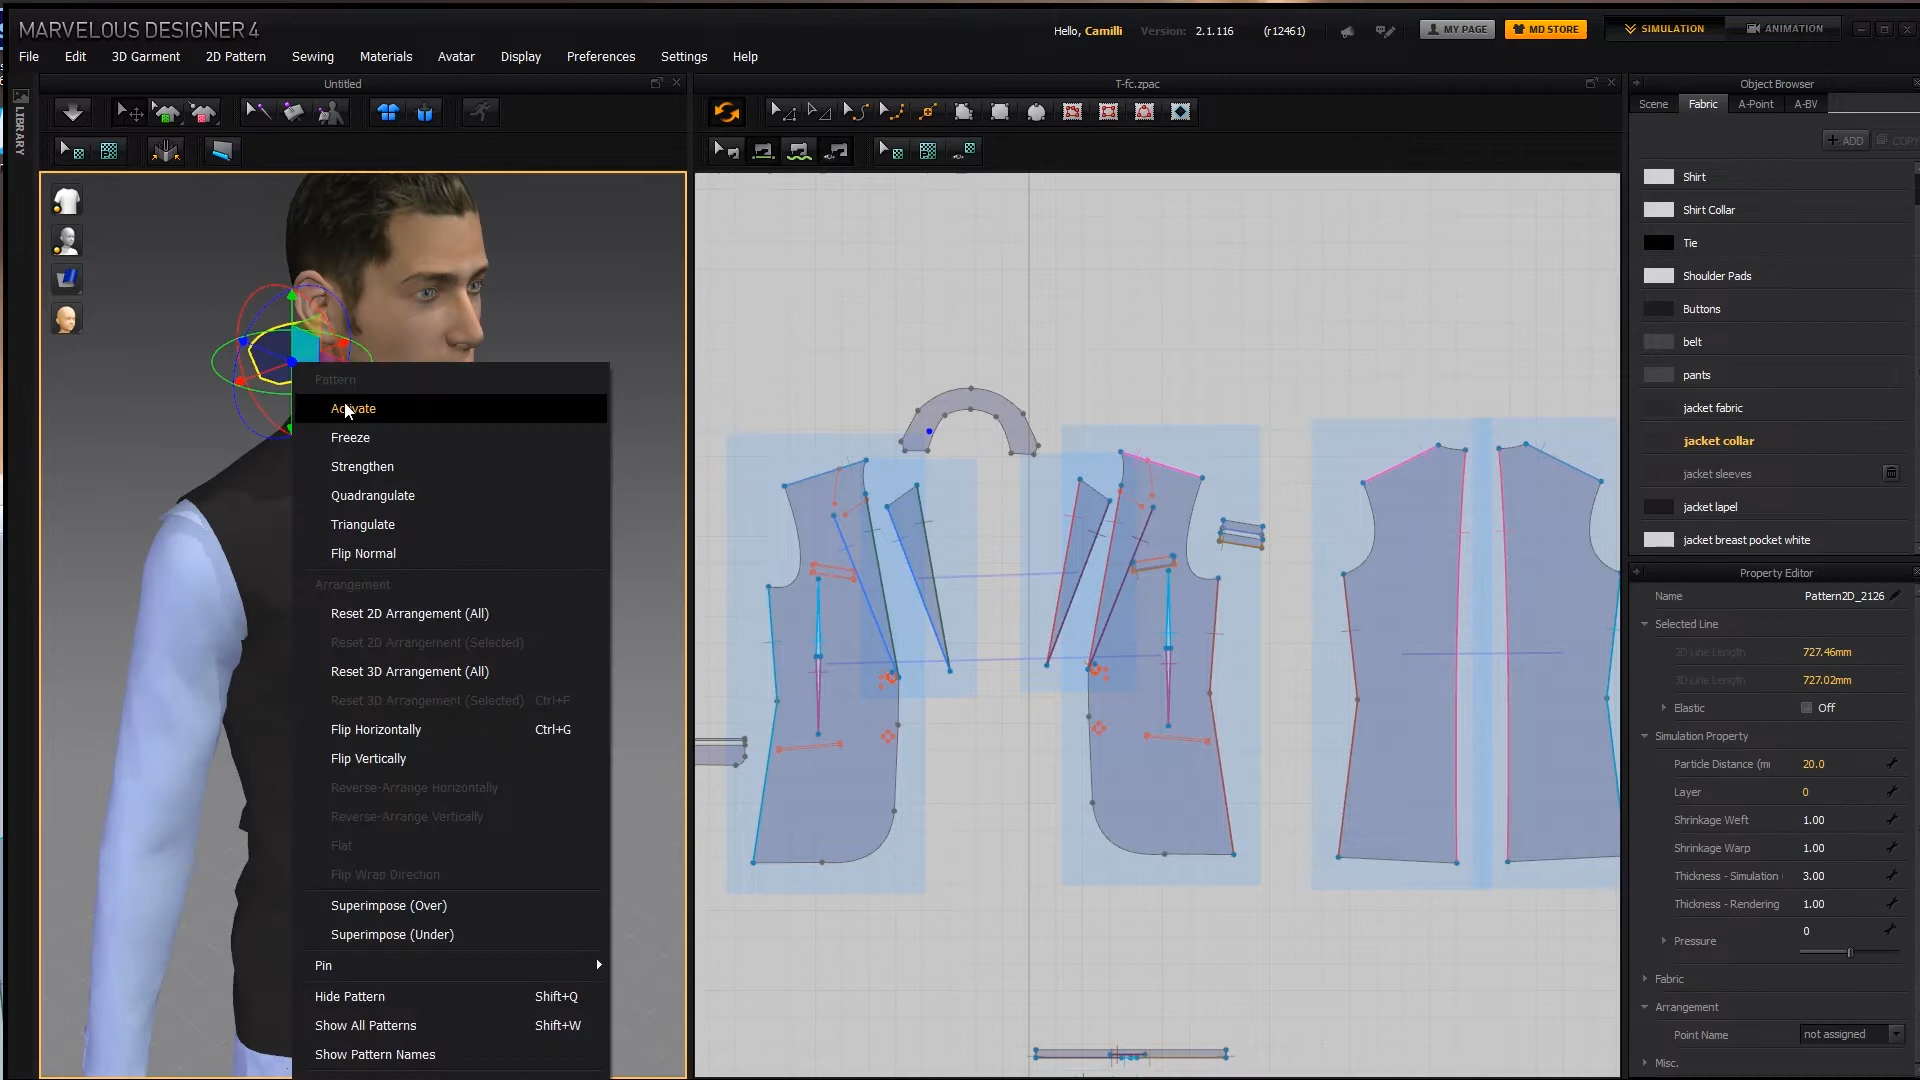 MARVELOUS DESIGNER 4
Hello, Camilli
Version: 2.1.116 (r12461)
MY PAGE
MD STORE
SIMULATION
ANIMATION
File Edit 3D Garment 2D Pattern Sewing Materials Avatar Display Preferences Settings Help
LIBRARY
Untitled
T-fc.zpac
Object Browser
Scene Fabric A-Point A-BV
+ ADD COPY
Shirt
Shirt Collar
Tie
Shoulder Pads
Buttons
belt
pants
jacket fabric
jacket collar
jacket sleeves
jacket lapel
jacket breast pocket white
Pattern
Activate
Freeze
Strengthen
Quadrangulate
Triangulate
Flip Normal
Arrangement
Reset 2D Arrangement (All)
Reset 2D Arrangement (Selected)
Reset 3D Arrangement (All)
Reset 3D Arrangement (Selected) Ctrl+F
Flip Horizontally Ctrl+G
Flip Vertically
Reverse-Arrange Horizontally
Reverse-Arrange Vertically
Flat
Flip Wrap Direction
Superimpose (Over)
Superimpose (Under)
Pin
Hide Pattern Shift+Q
Show All Patterns Shift+W
Show Pattern Names
Property Editor
Name Pattern2D_2126
Selected Line
2D Line Length 727.46mm
3D Line Length 727.02mm
Elastic Off
Simulation Property
Particle Distance (m 20.0
Layer 0
Shrinkage Weft 1.00
Shrinkage Warp 1.00
Thickness - Simulation 3.00
Thickness - Rendering 1.00
Pressure 0
Fabric
Arrangement
Point Name not assigned
Misc.